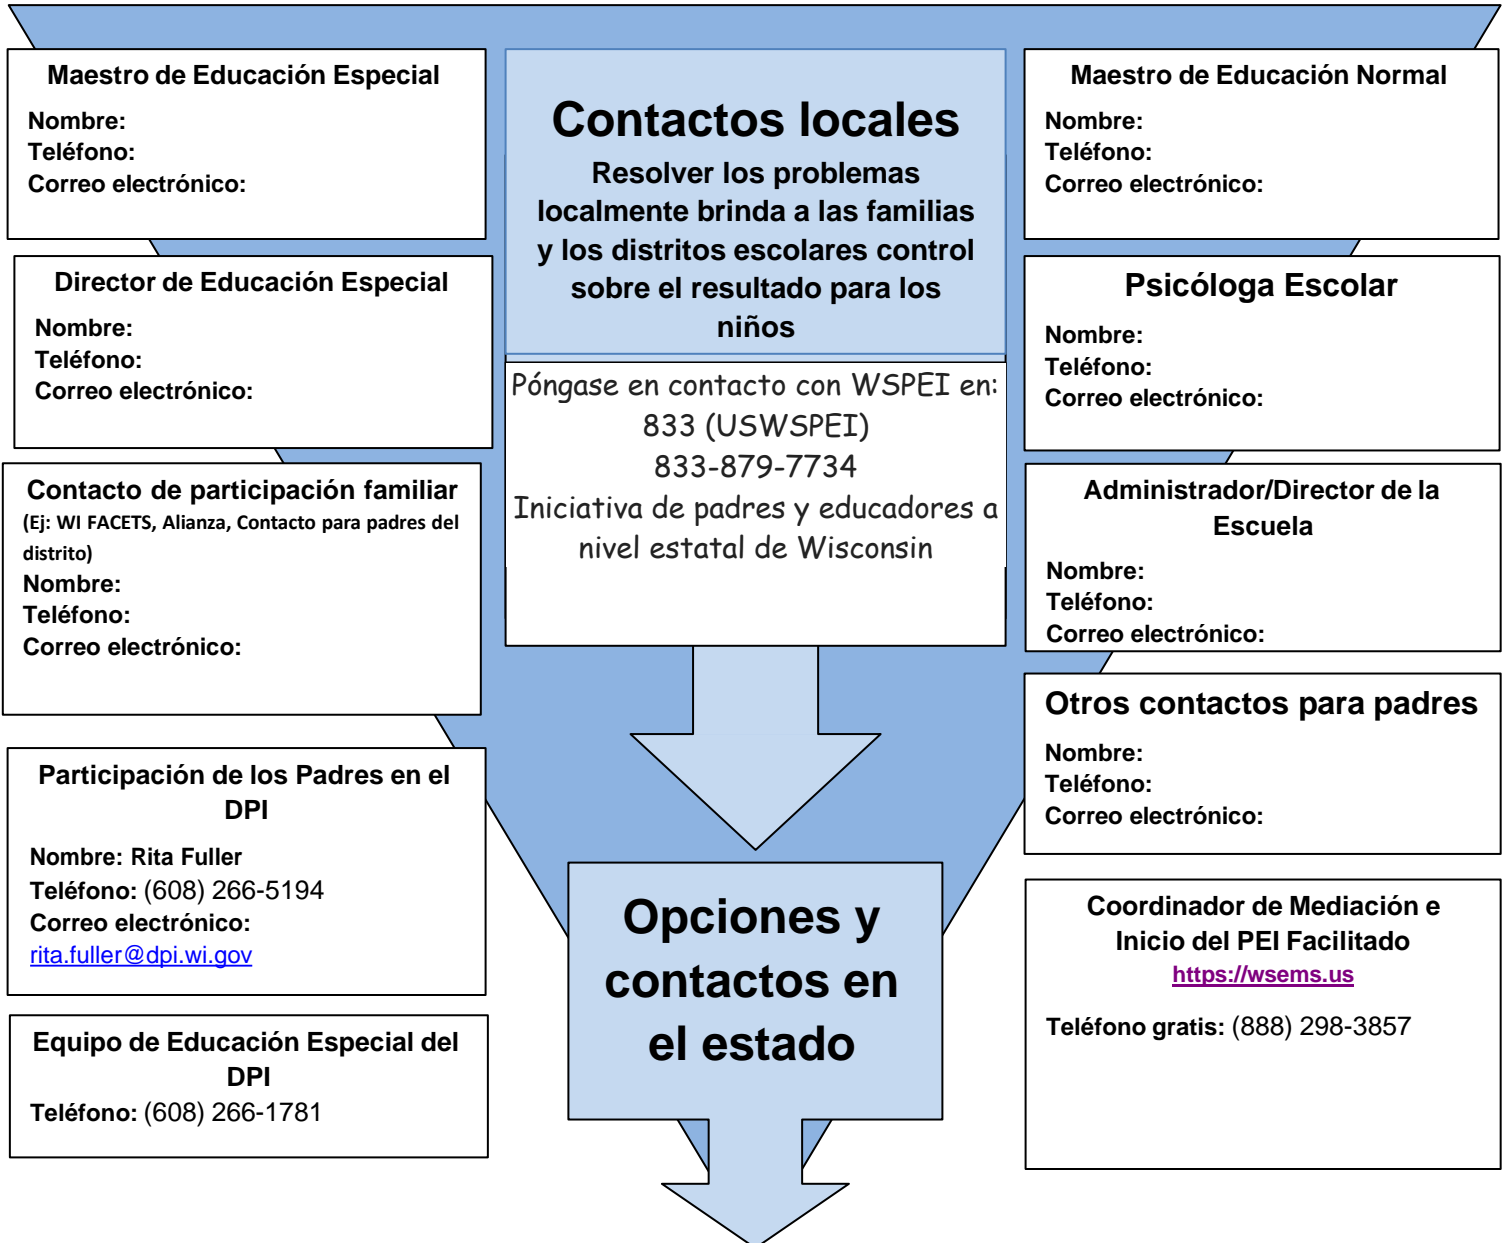 Maestro de Educación Especial
Nombre:
Teléfono:
Correo electrónico:
Director de Educación Especial
Nombre:
Teléfono:
Correo electrónico:
Contacto de participación familiar
(Ej: WI FACETS, Alianza, Contacto para padres del
distrito)
Nombre:
Teléfono:
Correo electrónico:
Contactos locales
Resolver los problemas
localmente brinda a las familias
y los distritos escolares control
sobre el resultado para los
niños
Póngase en contacto con WSPEI en:
833 (USWSPEI)
833-879-7734
Iniciativa de padres y educadores a
nivel estatal de Wisconsin
Maestro de Educación Normal
Nombre:
Teléfono:
Correo electrónico:
Psicóloga Escolar
Nombre:
Teléfono:
Correo electrónico:
Administrador/Director de la
Escuela
Nombre:
Teléfono:
Correo electrónico:
Otros contactos para padres
Nombre:
Teléfono:
Correo electrónico:
Participación de los Padres en el
DPI
Nombre: Rita Fuller
Teléfono: (608) 266-5194
Correo electrónico:
rita.fuller@dpi.wi.gov
Equipo de Educación Especial del
DPI
Teléfono: (608) 266-1781
Opciones y
contactos en
el estado
Coordinador de Mediación e
Inicio del PEI Facilitado
https://wsems.us
Teléfono gratis: (888) 298-3857